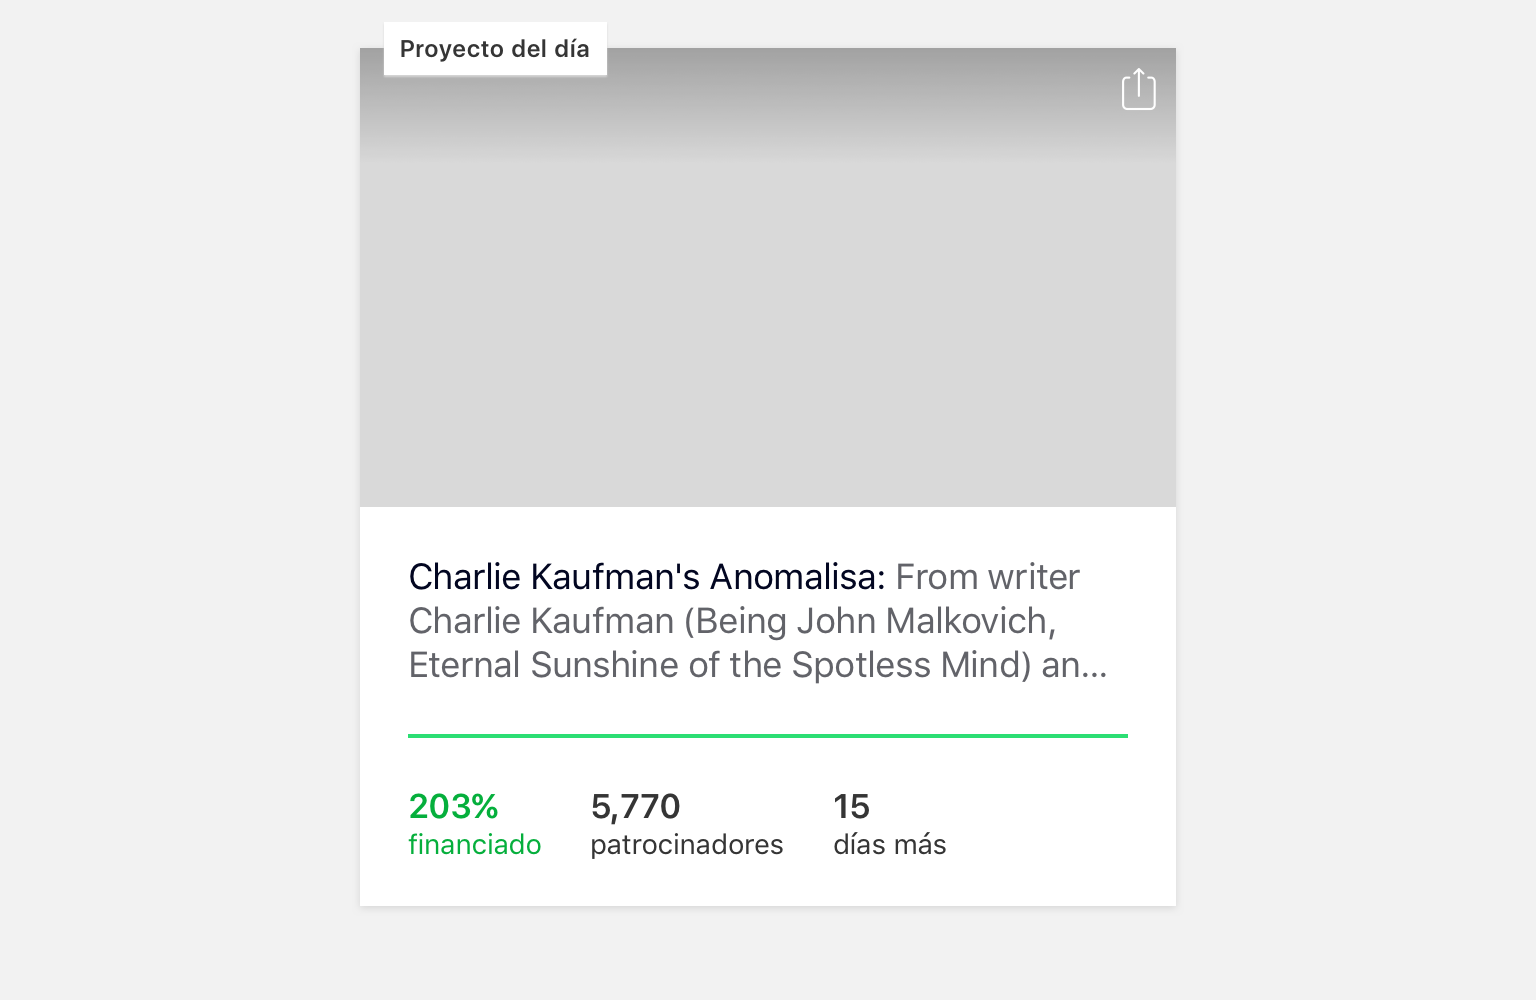 Proyecto del día
Charlie Kaufman's Anomalisa: From writer
Charlie Kaufman (Being John Malkovich,
Eternal Sunshine of the Spotless Mind) an...
203% 5,770 15
financiado patrocinadores días más